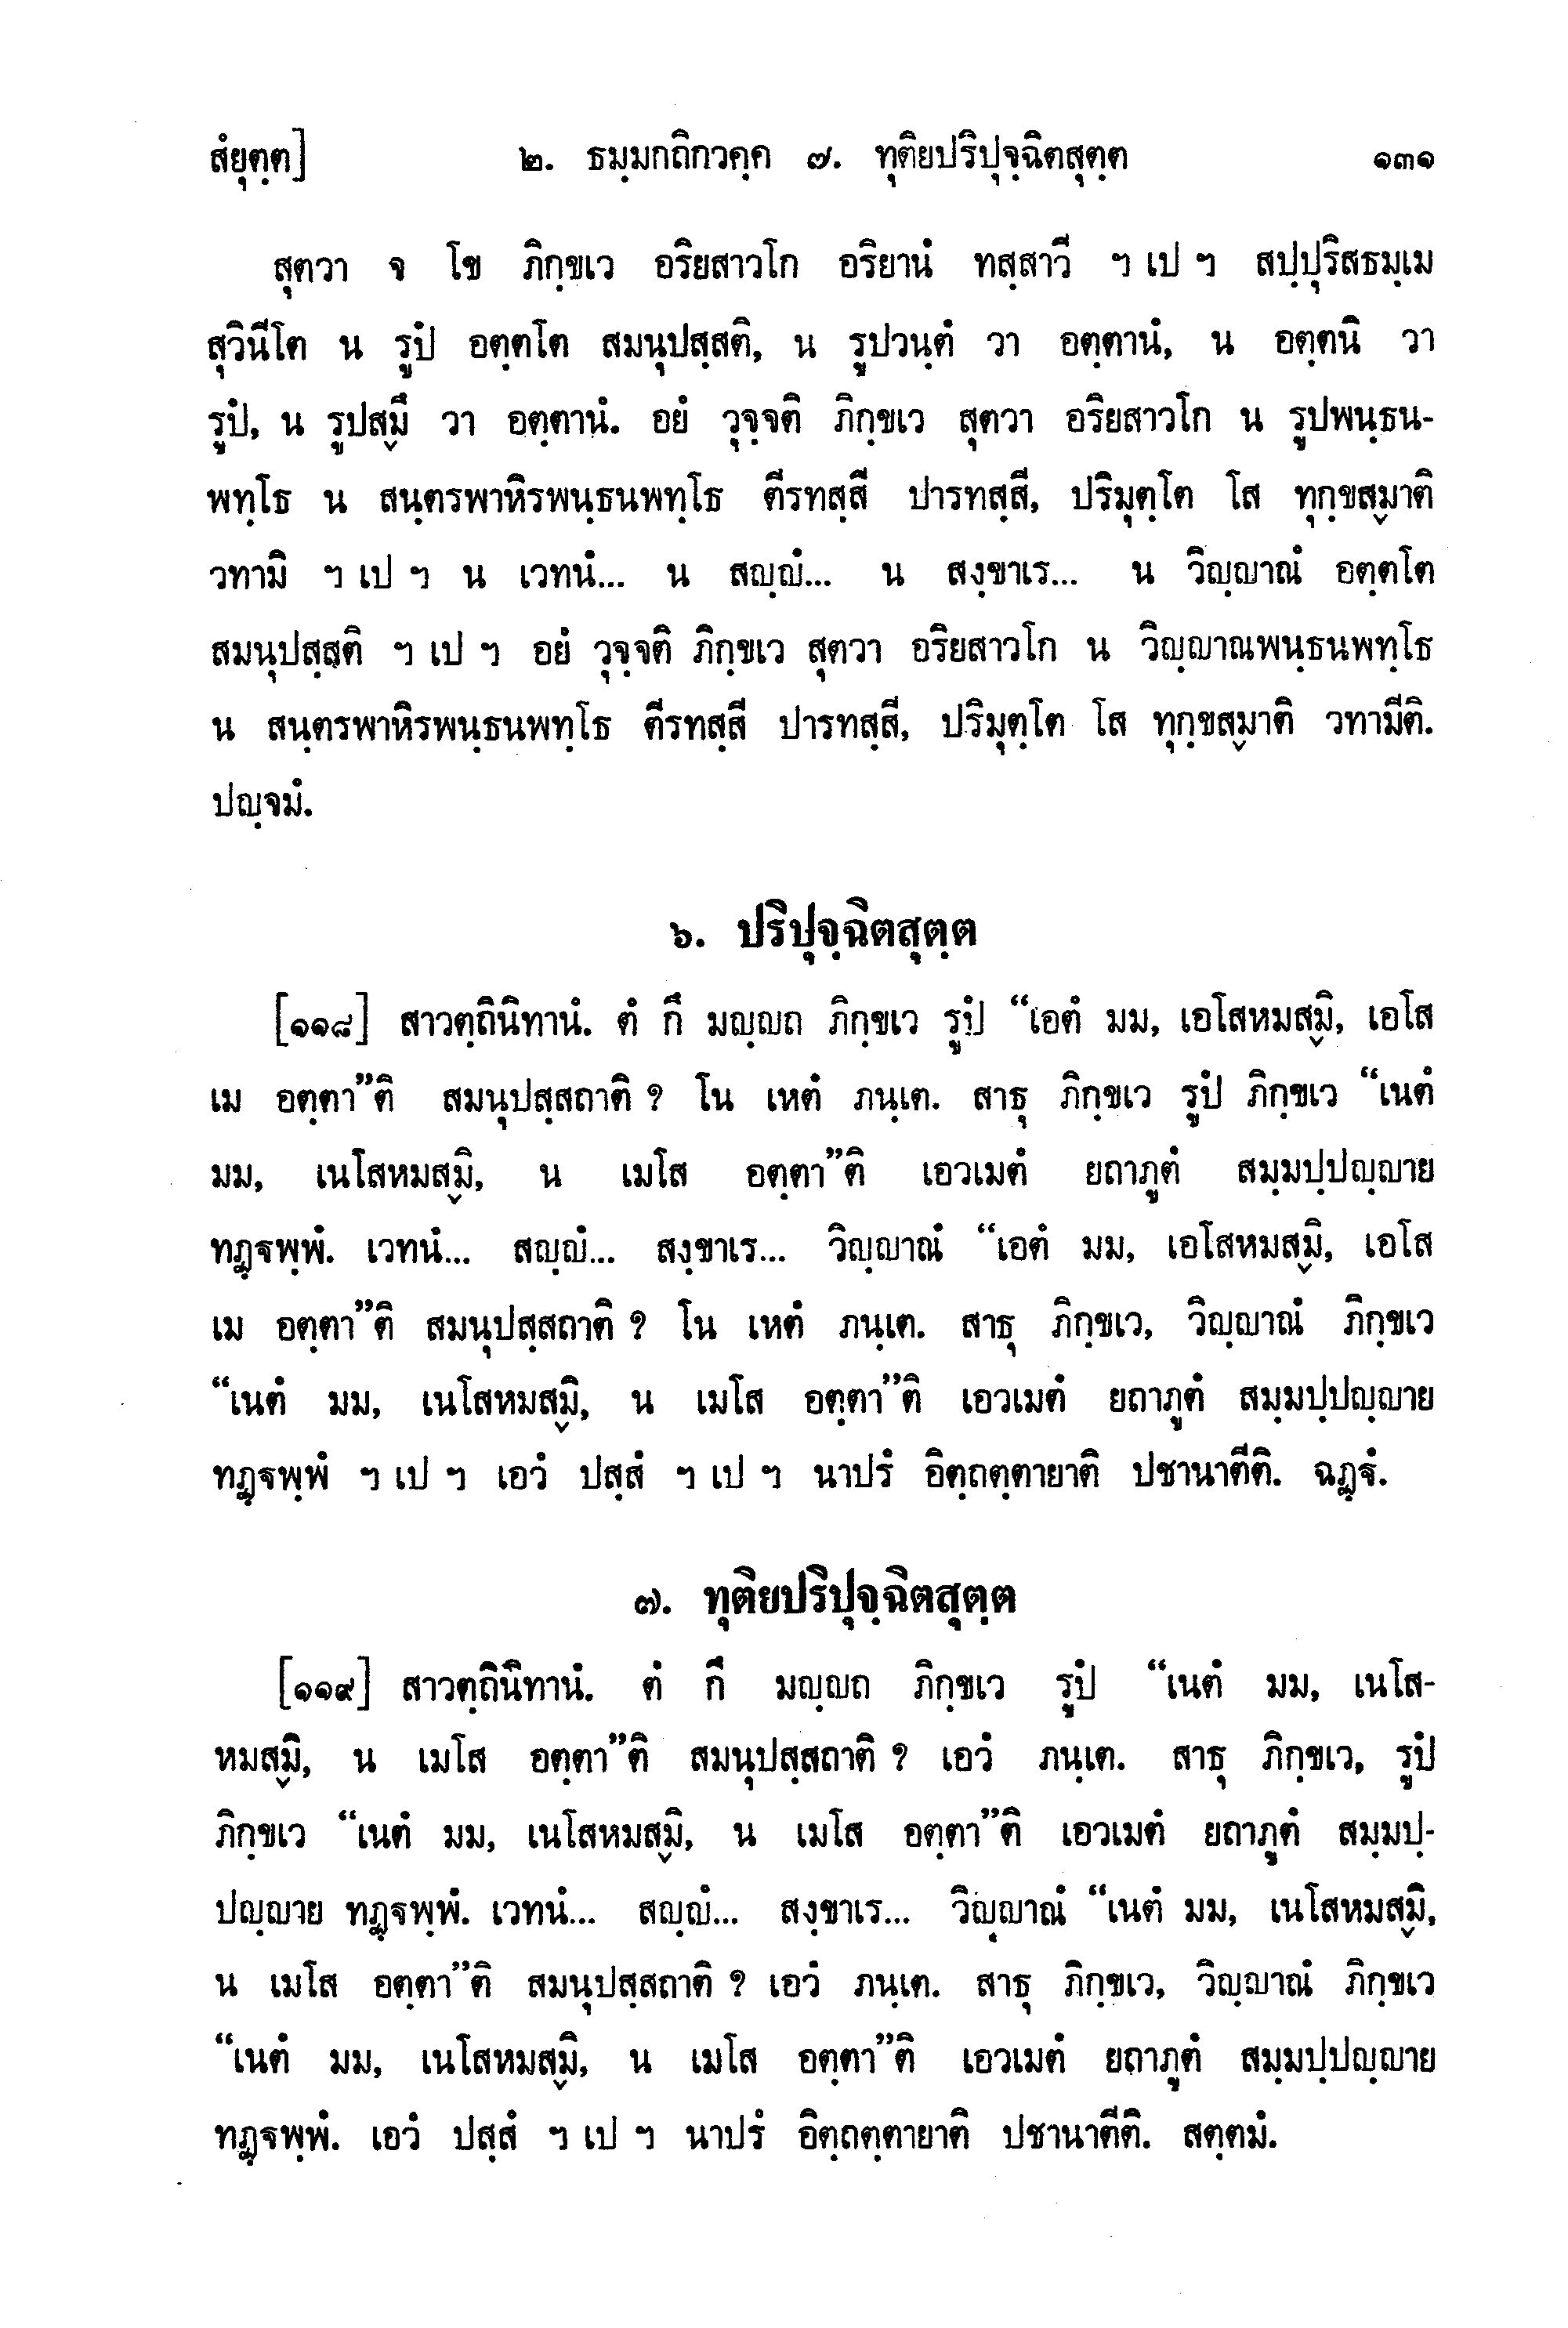 สํยุตฺต]
๒. ธมฺมกถิกวคฺค ๗. ทุติยปริปุจฺฉิตสุตฺต
๑๓๑
สุตวา จ โข ภิกฺขเว อริยสาวโก อริยานํ ทสฺสาวี ฯ เป ฯ สปฺปุริสธมฺเม
สุวินีโต น รูปํ อตฺตโต สมนุปสฺสติ, น รูปวนฺตํ วา อตฺตานํ, น อตฺตนิ วา
รูปํ, น รูปสฺมึ วา อตฺตานํ. อยํ วุจฺจติ ภิกฺขเว สุตวา อริยสาวโก น รูปพนฺธน-
พทฺโธ น สนฺตรพาหิรพนฺธนพทฺโธ ตีรทสฺสี ปารทสฺสี, ปริมุตฺโต โส ทุกฺขสฺมาติ
วทามิ ฯ เป ฯ น เวทนํ... น สญฺญํ... น สงฺขาเร... น วิญฺญาณํ อตฺตโต
สมนุปสฺสติ ฯ เป ฯ อยํ วุจฺจติ ภิกฺขเว สุตวา อริยสาวโก น วิญฺญาณพนฺธนพทฺโธ
น สนฺตรพาหิรพนฺธนพทฺโธ ตีรทสฺสี ปารทสฺสี, ปริมุตฺโต โส ทุกฺขสฺมาติ วทามีติ.
ปญฺจมํ.
๖. ปริปุจฺฉิตสุตฺต
[๑๑๘] สาวตฺถินิทานํ. ตํ กึ มญฺญถ ภิกฺขเว รูปํ “เอตํ มม, เอโสหมสฺมิ, เอโส
เม อตฺตา”ติ สมนุปสฺสถาติ ? โน เหตํ ภนฺเต. สาธุ ภิกฺขเว รูปํ ภิกฺขเว “เนตํ
มม, เนโสหมสฺมิ, น เมโส อตฺตา”ติ เอวเมตํ ยถาภูตํ สมฺมปฺปญฺญาย
ทฏฺฐพฺพํ. เวทนํ... สญฺญํ... สงฺขาเร... วิญฺญาณํ “เอตํ มม, เอโสหมสฺมิ, เอโส
เม อตฺตา”ติ สมนุปสฺสถาติ ? โน เหตํ ภนฺเต. สาธุ ภิกฺขเว, วิญฺญาณํ ภิกฺขเว
“เนตํ มม, เนโสหมสฺมิ, น เมโส อตฺตา”ติ เอวเมตํ ยถาภูตํ สมฺมปฺปญฺญาย
ทฏฺฐพฺพํ ฯ เป ฯ เอวํ ปสฺสํ ฯ เป ฯ นาปรํ อิตฺถตฺตายาติ ปชานาตีติ. ฉฏฺฐํ.
๗. ทุติยปริปุจฺฉิตสุตฺต
[๑๑๙] สาวตฺถินิทานํ. ตํ กึ มญฺญถ ภิกฺขเว รูปํ “เนตํ มม, เนโส-
หมสฺมิ, น เมโส อตฺตา”ติ สมนุปสฺสถาติ ? เอวํ ภนฺเต. สาธุ ภิกฺขเว, รูปํ
ภิกฺขเว “เนตํ มม, เนโสหมสฺมิ, น เมโส อตฺตา”ติ เอวเมตํ ยถาภูตํ สมฺมปฺ-
ปญฺญาย ทฏฺฐพฺพํ. เวทนํ... สญฺญํ... สงฺขาเร... วิญฺญาณํ “เนตํ มม, เนโสหมสฺมิ,
น เมโส อตฺตา”ติ สมนุปสฺสถาติ ? เอวํ ภนฺเต. สาธุ ภิกฺขเว, วิญฺญาณํ ภิกฺขเว
“เนตํ มม, เนโสหมสฺมิ, น เมโส อตฺตา”ติ เอวเมตํ ยถาภูตํ สมฺมปฺปญฺญาย
ทฏฺฐพฺพํ. เอวํ ปสฺสํ ฯ เป ฯ นาปรํ อิตฺถตฺตายาติ ปชานาตีติ. สตฺตมํ.